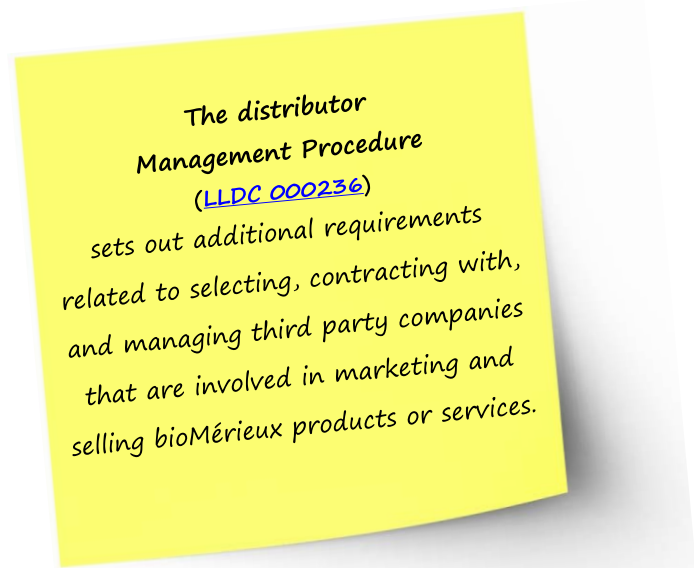 The distributor
Management Procedure
(LLDC 000236)
sets out additional requirements
related to selecting, contracting with,
and managing third party companies
that are involved in marketing and
selling bioMérieux products or services.